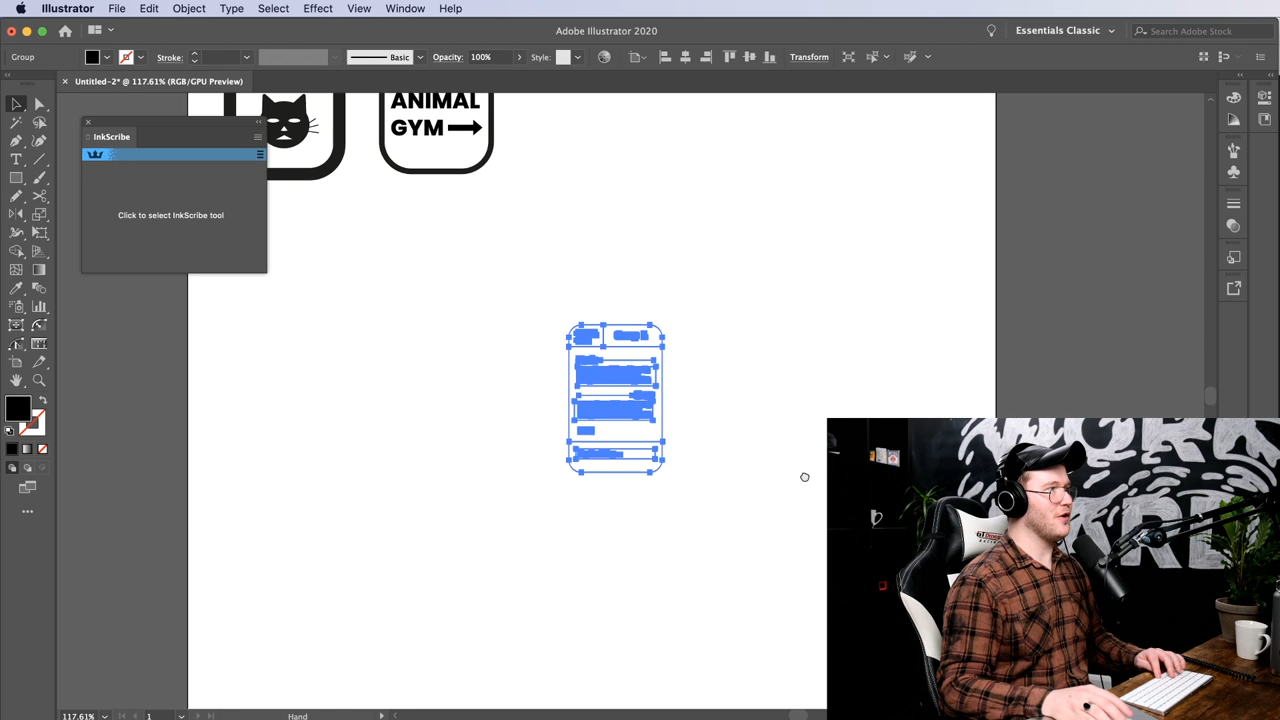 Illustrator File Edit Object Type Select Effect View Window Help
Adobe Illustrator 2020
Essentials Classic
Search Adobe Stock
Group
Stroke:
Basic
Opacity: 100%
Style:
Transform
Untitled-2* @ 117.61% (RGB/GPU Preview)
InkScribe
Click to select InkScribe tool
ANIMAL
GYM
117.61%
1
Hand